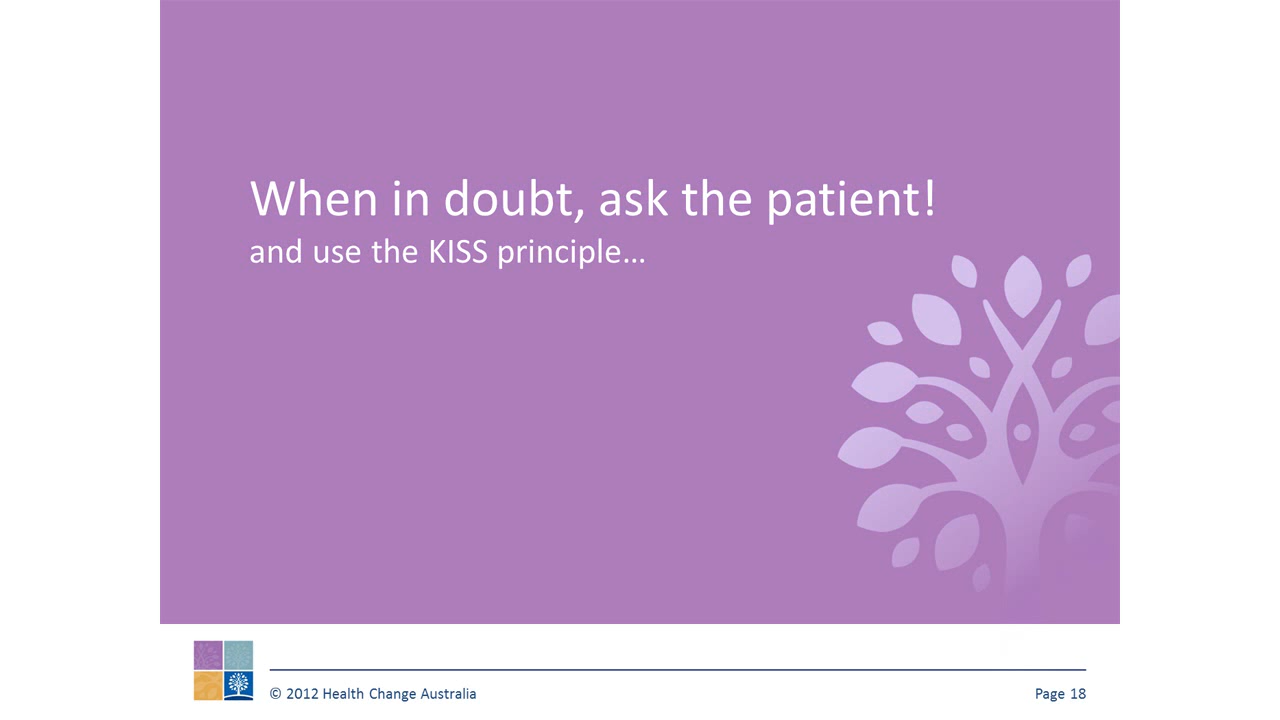 When in doubt, ask the patient!
and use the KISS principle…
© 2012 Health Change Australia
Page 18